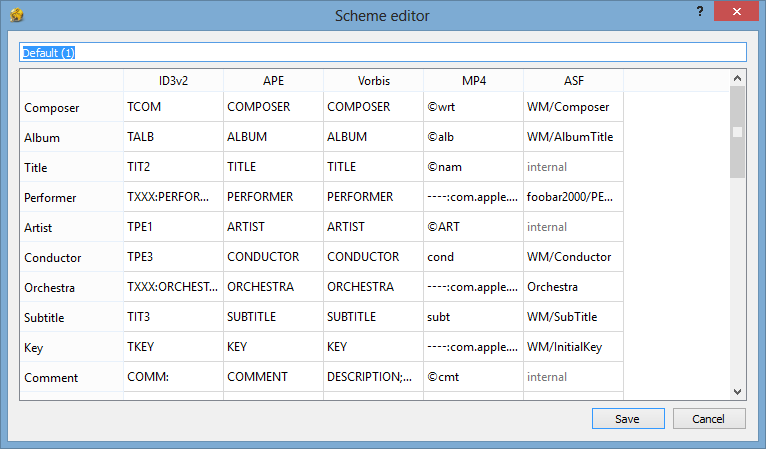 Scheme editor ?
Default (1)
ID3v2 APE Vorbis MP4 ASF
Composer TCOM COMPOSER COMPOSER ©wrt WM/Composer
Album TALB ALBUM ALBUM ©alb WM/AlbumTitle
Title TIT2 TITLE TITLE ©nam internal
Performer TXXX:PERFOR... PERFORMER PERFORMER ----:com.apple.... foobar2000/PE...
Artist TPE1 ARTIST ARTIST ©ART internal
Conductor TPE3 CONDUCTOR CONDUCTOR cond WM/Conductor
Orchestra TXXX:ORCHEST... ORCHESTRA ORCHESTRA ----:com.apple.... Orchestra
Subtitle TIT3 SUBTITLE SUBTITLE subt WM/SubTitle
Key TKEY KEY KEY ----:com.apple.... WM/InitialKey
Comment COMM: COMMENT DESCRIPTION;... ©cmt internal
Save Cancel